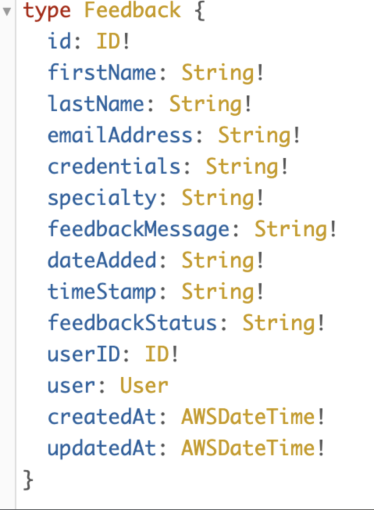 type Feedback {
id: ID!
firstName: String!
lastName: String!
emailAddress: String!
credentials: String!
specialty: String!
feedbackMessage: String!
dateAdded: String!
timeStamp: String!
feedbackStatus: String!
userID: ID!
user: User
createdAt: AWSDateTime!
updatedAt: AWSDateTime!
}